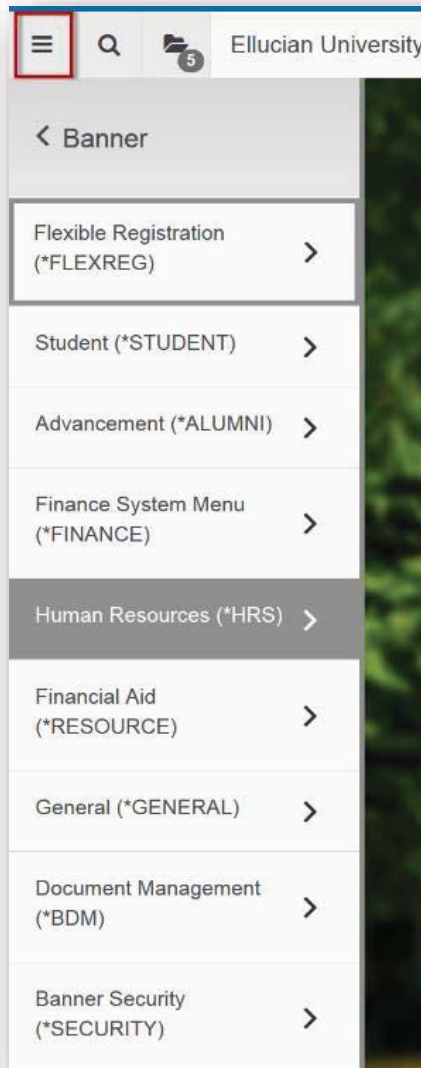 5
Ellucian University
Banner
Flexible Registration
(*FLEXREG)
Student (*STUDENT)
Advancement (*ALUMNI)
Finance System Menu
(*FINANCE)
Human Resources (*HRS)
Financial Aid
(*RESOURCE)
General (*GENERAL)
Document Management
(*BDM)
Banner Security
(*SECURITY)